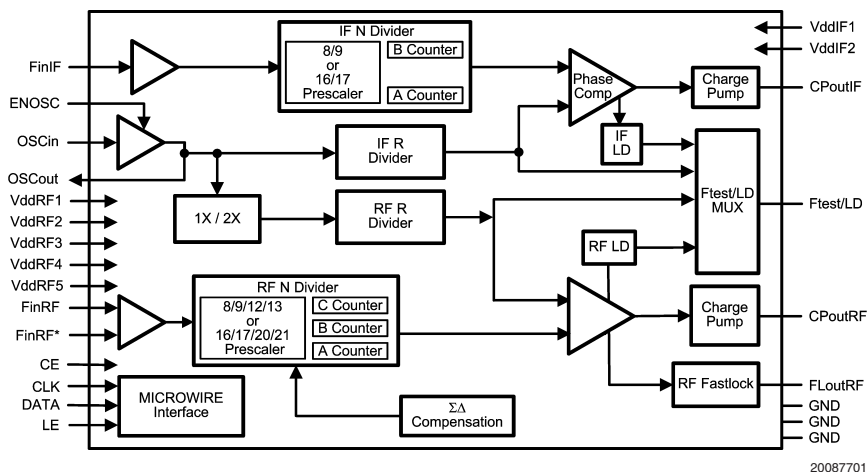 IF N Divider
8/9
or
16/17
Prescaler
B Counter
A Counter
VddIF1
VddIF2
FinIF
Phase
Comp
Charge
Pump
CPoutIF
ENOSC
OSCin
OSCout
IF R
Divider
IF
LD
Ftest/LD
MUX
Ftest/LD
1X / 2X
RF R
Divider
RF LD
VddRF1
VddRF2
VddRF3
VddRF4
VddRF5
FinRF
FinRF*
RF N Divider
8/9/12/13
or
16/17/20/21
Prescaler
C Counter
B Counter
A Counter
Charge
Pump
CPoutRF
CE
CLK
DATA
LE
MICROWIRE
Interface
ΣΔ
Compensation
RF Fastlock
FLoutRF
GND
GND
GND
20087701